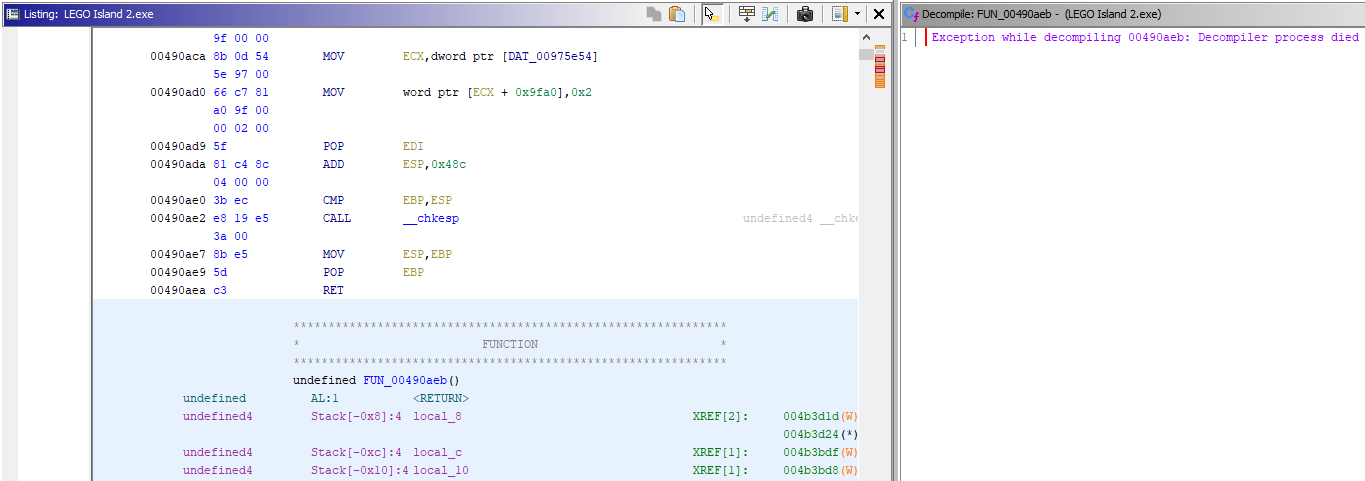 Listing: LEGO Island 2.exe
Decompile: FUN_00490aeb - (LEGO Island 2.exe)
9f 00 00
00490aca 8b 0d 54 MOV ECX,dword ptr [DAT_00975e54]
5e 97 00
00490ad0 66 c7 81 MOV word ptr [ECX + 0x9fa0],0x2
a0 9f 00
00 02 00
00490ad9 5f POP EDI
00490ada 81 c4 8c ADD ESP,0x48c
04 00 00
00490ae0 3b ec CMP EBP,ESP
00490ae2 e8 19 e5 CALL __chkesp undefined4 __chke
3a 00
00490ae7 8b e5 MOV ESP,EBP
00490ae9 5d POP EBP
00490aea c3 RET
**************************************************************
* FUNCTION *
**************************************************************
undefined FUN_00490aeb()
undefined AL:1 <RETURN>
undefined4 Stack[-0x8]:4 local_8 XREF[2]: 004b3d1d(W)
004b3d24(*)
undefined4 Stack[-0xc]:4 local_c XREF[1]: 004b3bdf(W)
undefined4 Stack[-0x10]:4 local_10 XREF[1]: 004b3bd8(W)
1 Exception while decompiling 00490aeb: Decompiler process died